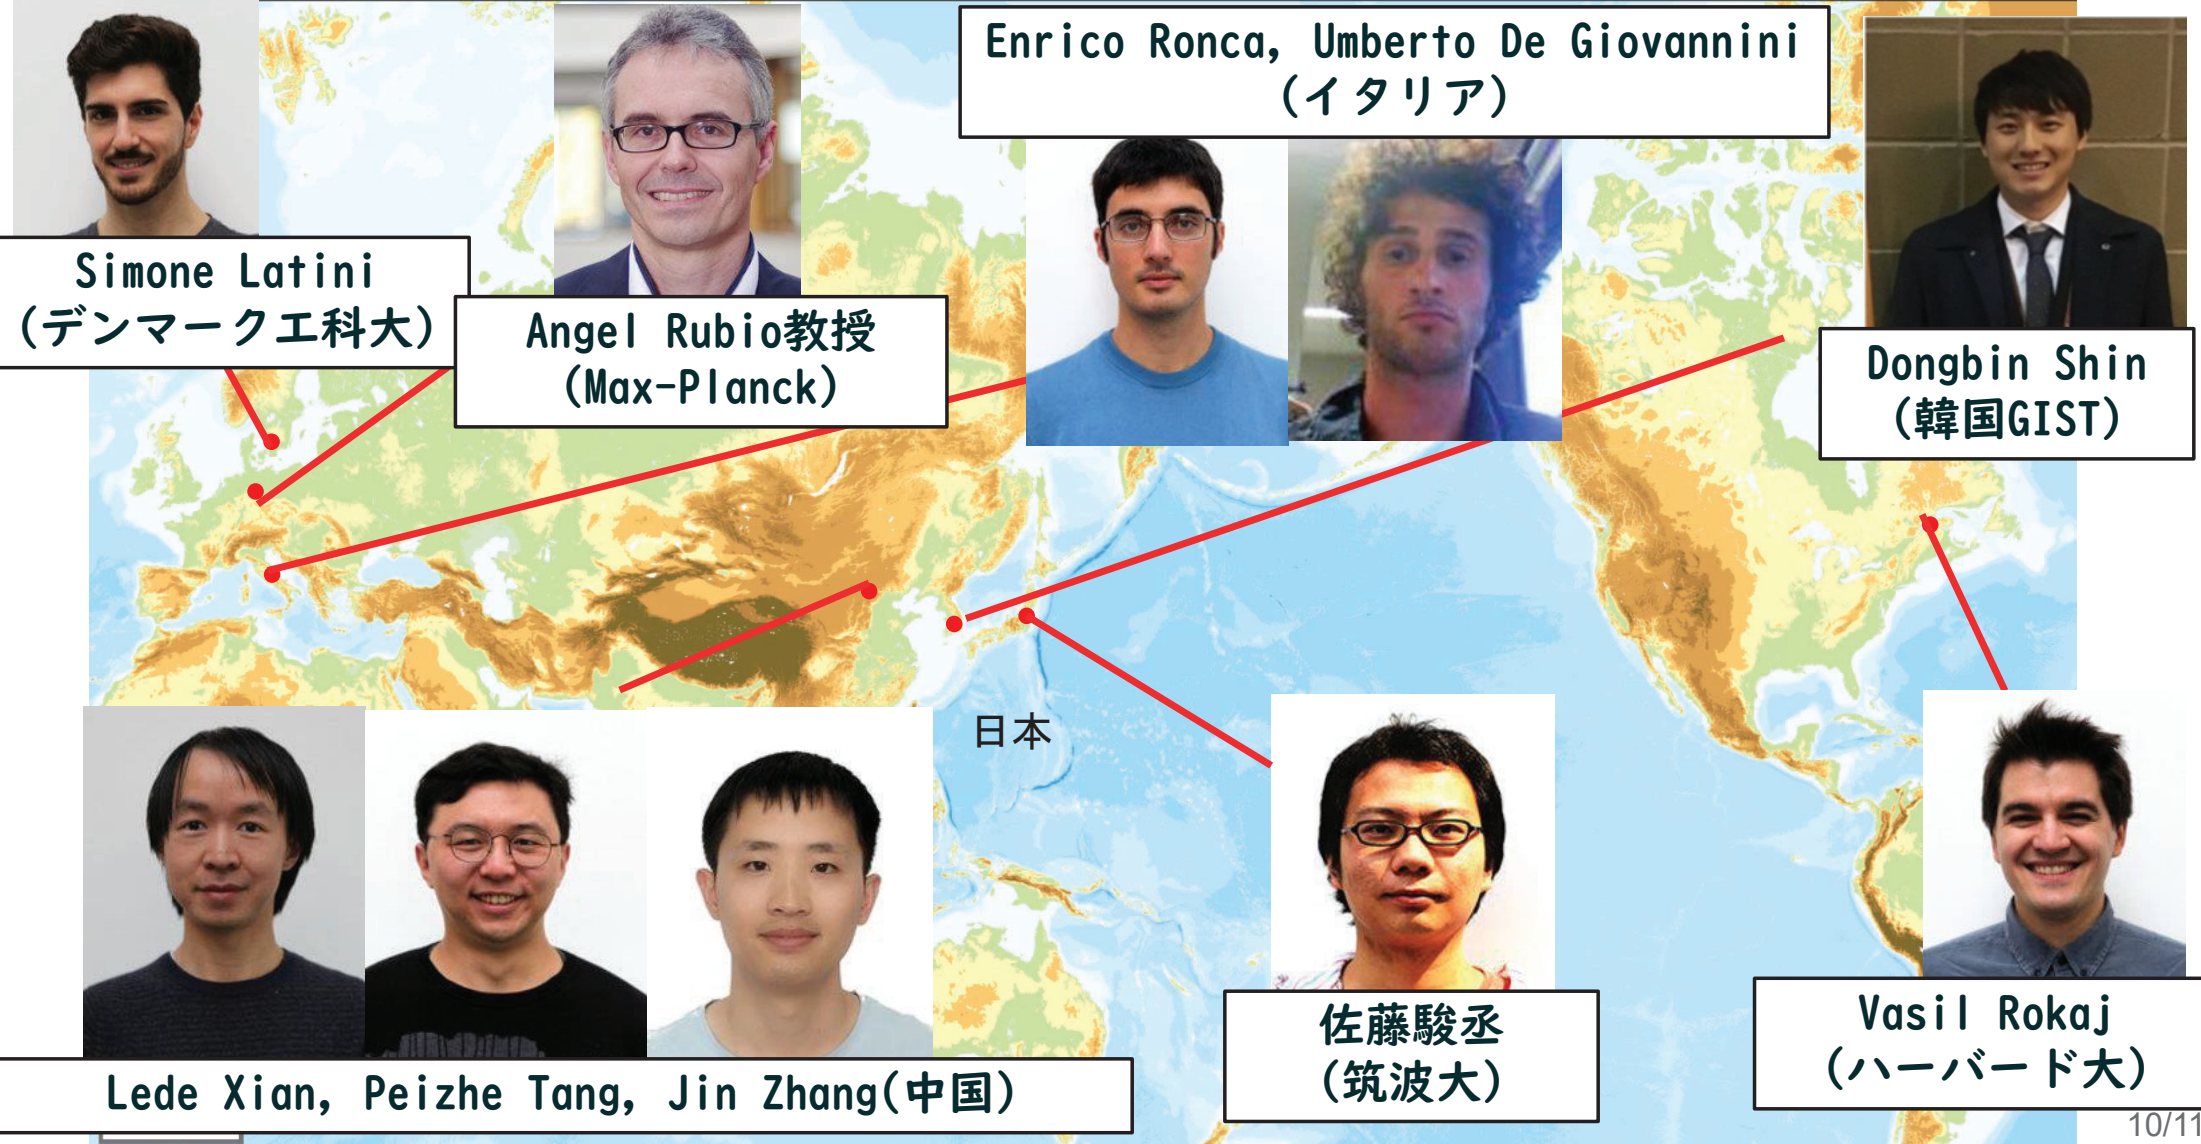 Enrico Ronca, Umberto De Giovannini
(イタリア)
Simone Latini
(デンマーク工科大)
Angel Rubio教授
(Max-Planck)
Dongbin Shin
(韓国GIST)
日本
佐藤駿丞
(筑波大)
Vasil Rokaj
(ハーバード大)
Lede Xian, Peizhe Tang, Jin Zhang(中国)
10/11